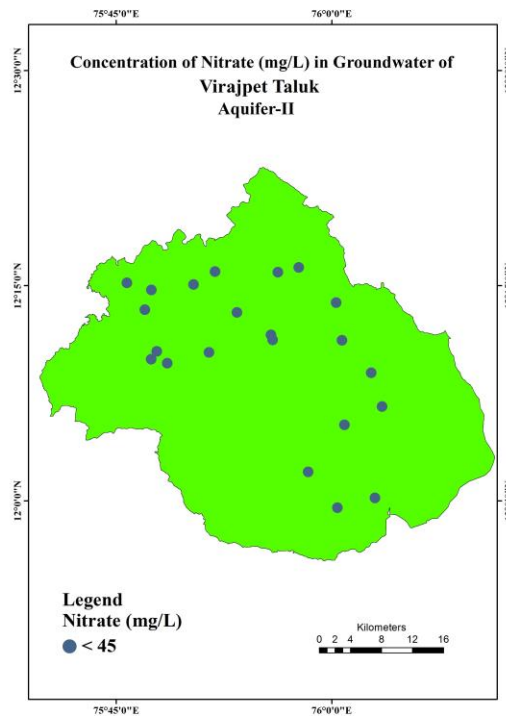 75°45'0"E 76°0'0"E
Concentration of Nitrate (mg/L) in Groundwater of
Virajpet Taluk
Aquifer-II
12°30'0"N
12°15'0"N
12°0'0"N
Legend
Nitrate (mg/L)
< 45
Kilometers
0 2 4 8 12 16
75°45'0"E 76°0'0"E